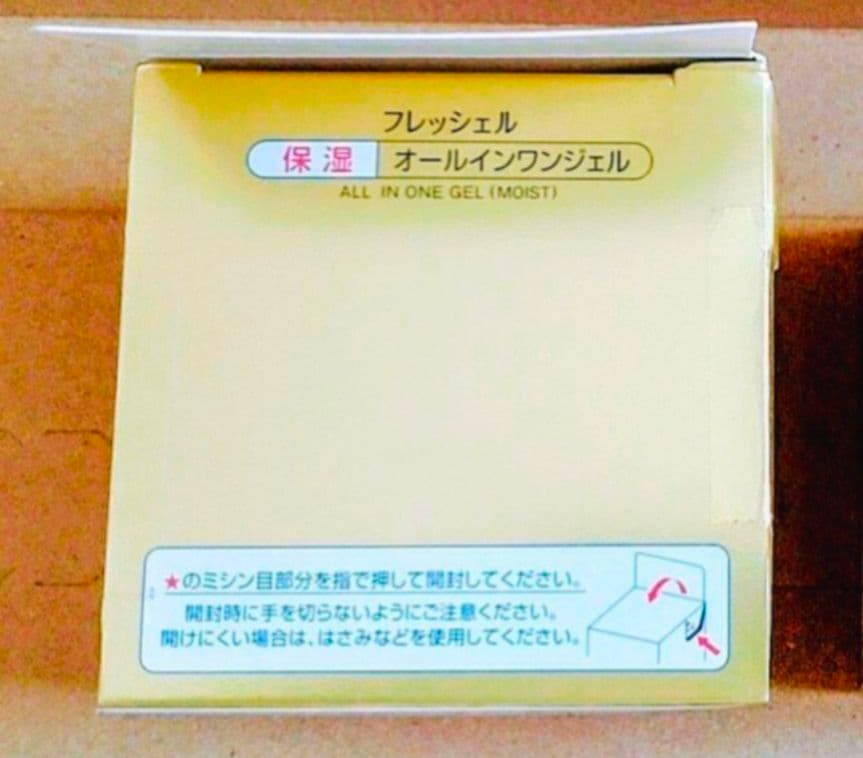 フレッシェル
保湿 オールインワンジェル
ALL IN ONE GEL (MOIST)
★のミシン目部分を指で押して開封してください。
開封時に手を切らないようにご注意ください。
開けにくい場合は、はさみなどを使用してください。